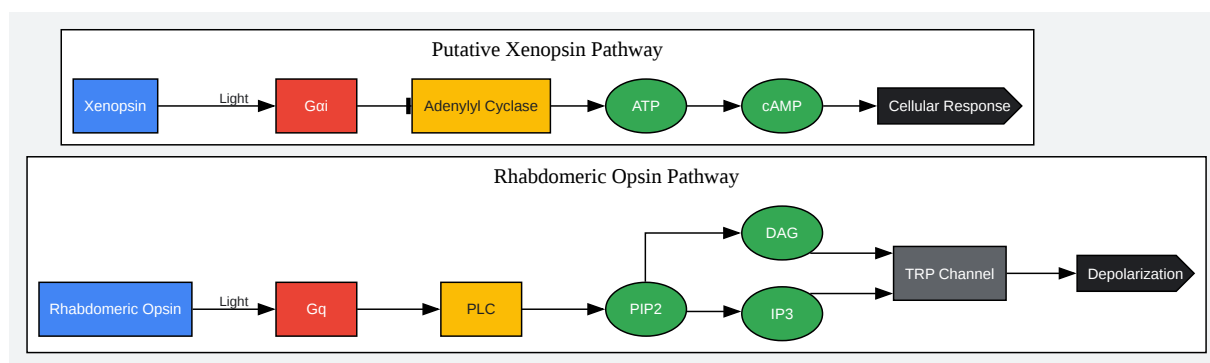 Putative Xenopsin Pathway
Xenopsin
Light
Gαi
Adenylyl Cyclase
ATP
cAMP
Cellular Response
Rhabdomeric Opsin Pathway
Rhabdomeric Opsin
Light
Gq
PLC
PIP2
DAG
IP3
TRP Channel
Depolarization